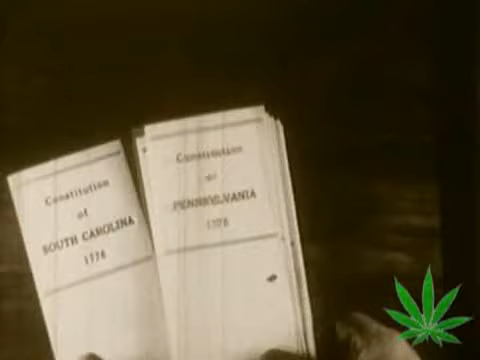 Constitution
of
SOUTH CAROLINA
1776
Constitution
of
PENNSYLVANIA
1776